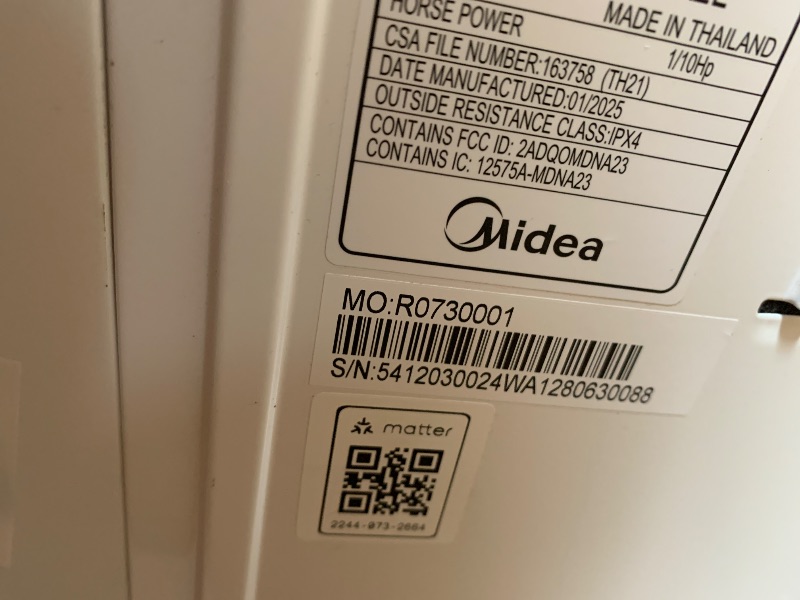 HORSE POWER 1/10Hp
MADE IN THAILAND
CSA FILE NUMBER:163758 (TH21)
DATE MANUFACTURED:01/2025
OUTSIDE RESISTANCE CLASS:IPX4
CONTAINS FCC ID: 2ADQOMDNA23
CONTAINS IC: 12575A-MDNA23
Midea
MO:R0730001
S/N:5412030024WA1280630088
matter
2244-073-2664